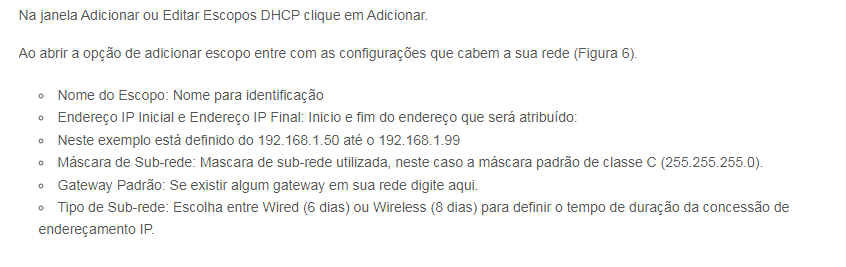 Na janela Adicionar ou Editar Escopos DHCP clique em Adicionar.
Ao abrir a opção de adicionar escopo entre com as configurações que cabem a sua rede (Figura 6).
Nome do Escopo: Nome para identificação
Endereço IP Inicial e Endereço IP Final: Inicio e fim do endereço que será atribuído:
Neste exemplo está definido do 192.168.1.50 até o 192.168.1.99
Máscara de Sub-rede: Mascara de sub-rede utilizada, neste caso a máscara padrão de classe C (255.255.255.0).
Gateway Padrão: Se existir algum gateway em sua rede digite aqui.
Tipo de Sub-rede: Escolha entre Wired (6 dias) ou Wireless (8 dias) para definir o tempo de duração da concessão de
endereçamento IP.